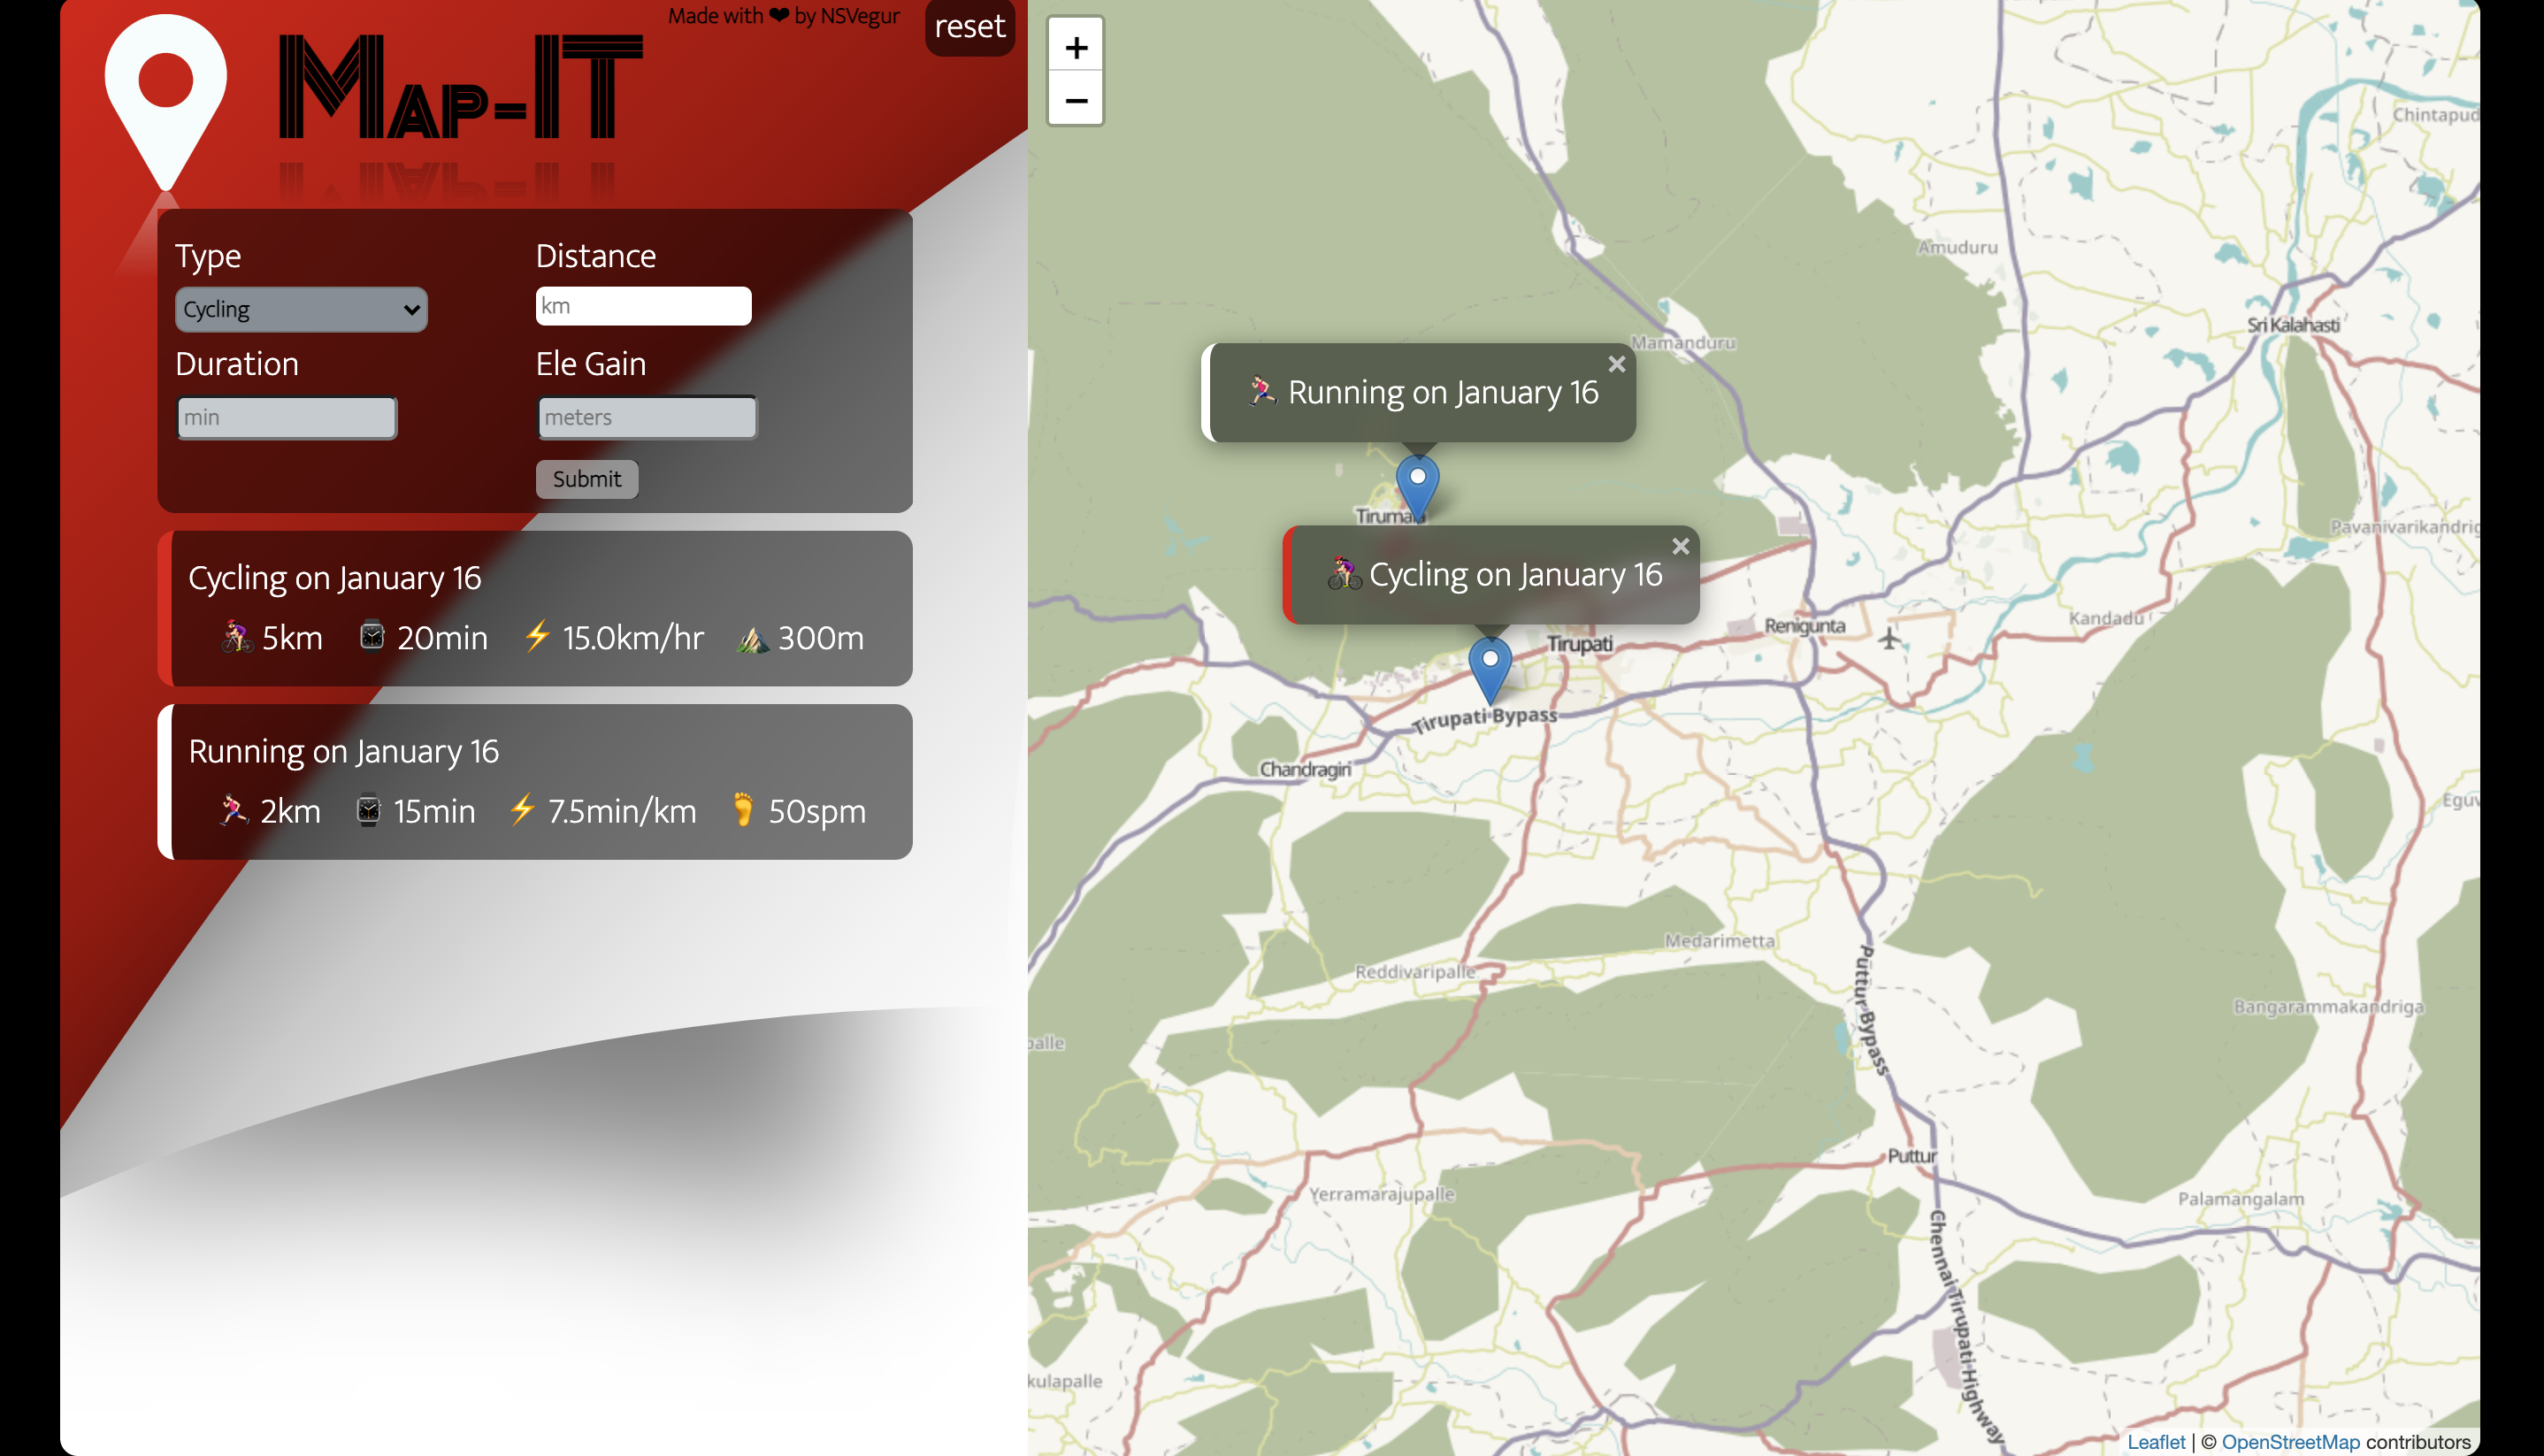 Made with ❤ by NSVegur
reset
Map-IT
Type
Distance
Cycling
km
Duration
Ele Gain
min
meters
Submit
Cycling on January 16
🚴🏻‍♀️ 5km ⌚ 20min ⚡ 15.0km/hr ⛰️ 300m
Running on January 16
🏃🏻 2km ⌚ 15min ⚡ 7.5min/km 🦶 50spm
+
−
Chintapud
Amuduru
Sri Kalahasti
Mamanduru
×
🏃🏻 Running on January 16
Pavanivarikandrig
×
🚴🏻‍♀️ Cycling on January 16
Kandadu
Renigunta
Tirupati
Tirupati Bypass
Chandragiri
Eguv
Medarimetta
Reddivaripalle
Puttur Bypass
Bangarammakandriga
palle
Puttur
Yerramarajupalle
Palamangalam
Chennai Tirupati Highway
kulapalle
Leaflet | © OpenStreetMap contributors